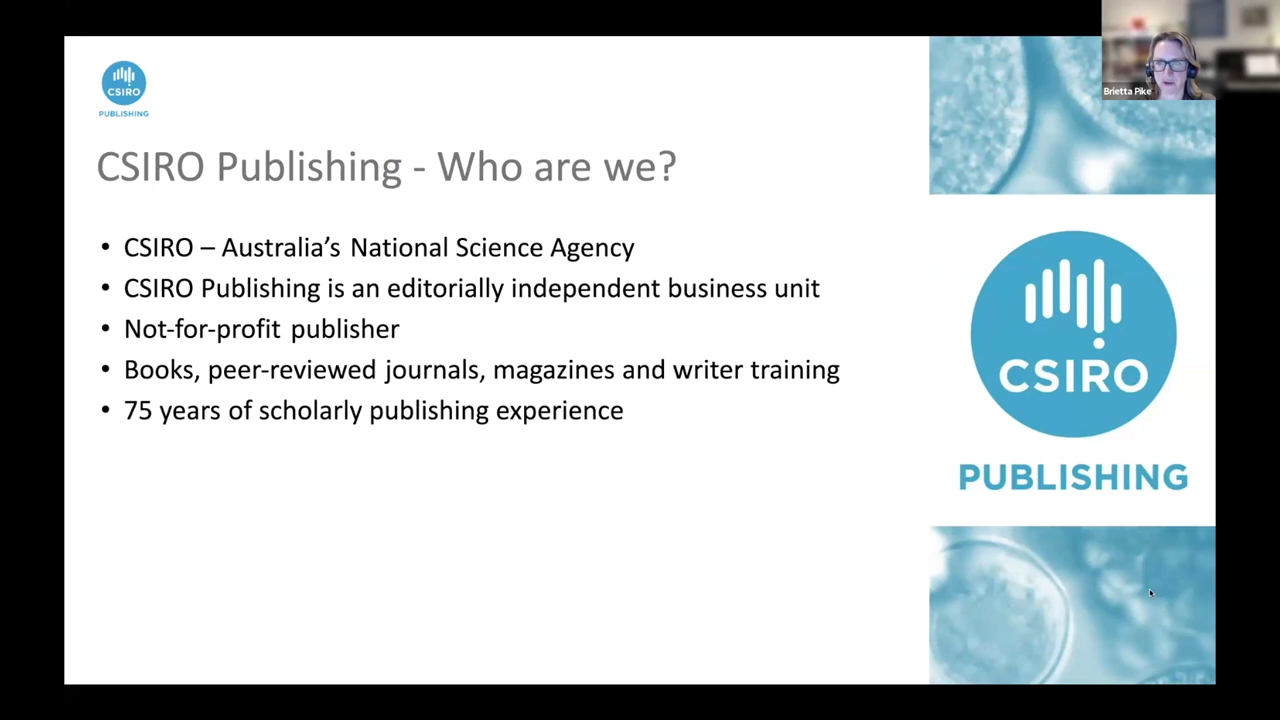 CSIRO
PUBLISHING
Brietta Pike
CSIRO Publishing - Who are we?
• CSIRO – Australia’s National Science Agency
• CSIRO Publishing is an editorially independent business unit
• Not-for-profit publisher
• Books, peer-reviewed journals, magazines and writer training
• 75 years of scholarly publishing experience
CSIRO
PUBLISHING